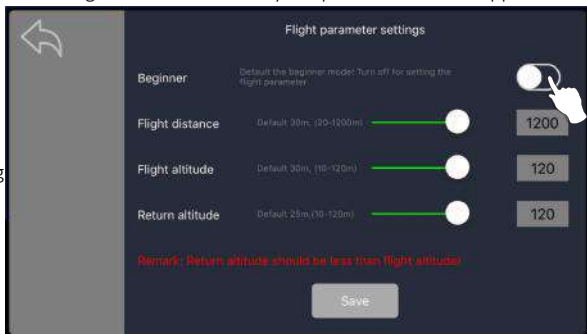 Flight parameter settings
Beginner
Default the beginner mode: Turn off for setting the
flight parameter
Flight distance Default 30m, (20-1200m) 1200
g
Flight altitude Default 30m, (10-120m) 120
Return altitude Default 25m,(10-120m) 120
Remark: Return altitude should be less than flight altitude!
Save